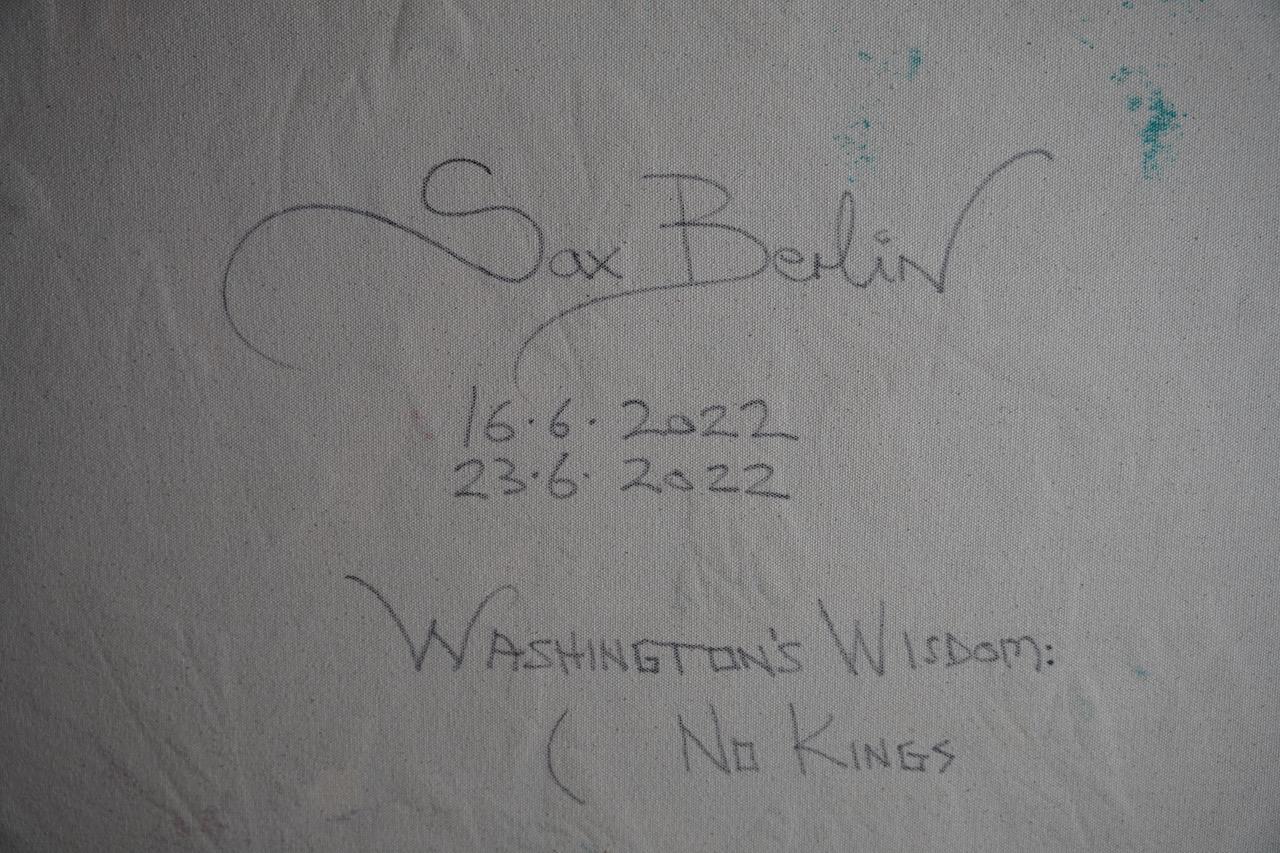 Sax Berlin
16.6.2022
23.6.2022
WASHINGTON'S WISDOM:
( NO KINGS